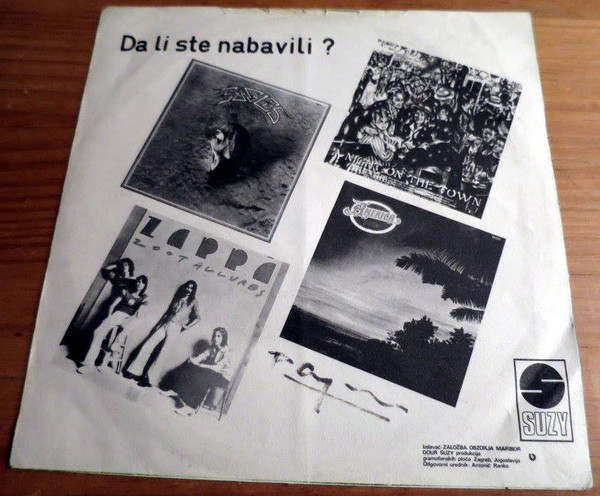 Da li ste nabavili ?
EAGLES
A NIGHT ON THE TOWN
AMERICA
ZAPPA
ZOOT ALLURES
SUZY
Izdavač: ZALOŽBA OBZORJA MARIBOR
OOUR SUZY produkcija
gramofonskih ploča Zagreb, Jugoslavija
Odgovorni urednik: Antonić Ranko